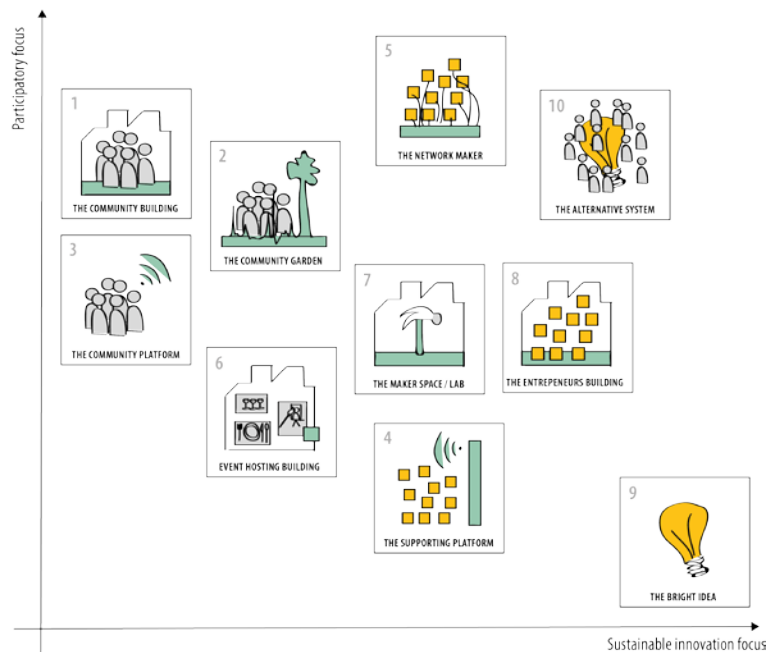 Participatory focus
5
THE NETWORK MAKER
1
THE COMMUNITY BUILDING
10
THE ALTERNATIVE SYSTEM
2
THE COMMUNITY GARDEN
3
THE COMMUNITY PLATFORM
7
THE MAKER SPACE / LAB
8
THE ENTREPENEURS BUILDING
6
EVENT HOSTING BUILDING
4
THE SUPPORTING PLATFORM
9
THE BRIGHT IDEA
Sustainable innovation focus